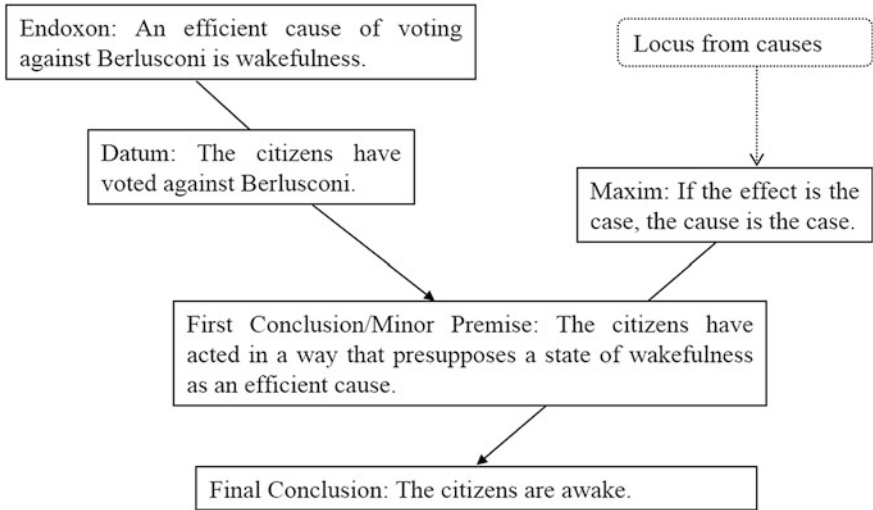 Endoxon: An efficient cause of voting
against Berlusconi is wakefulness.
Locus from causes
Datum: The citizens have
voted against Berlusconi.
Maxim: If the effect is the
case, the cause is the case.
First Conclusion/Minor Premise: The citizens have
acted in a way that presupposes a state of wakefulness
as an efficient cause.
Final Conclusion: The citizens are awake.